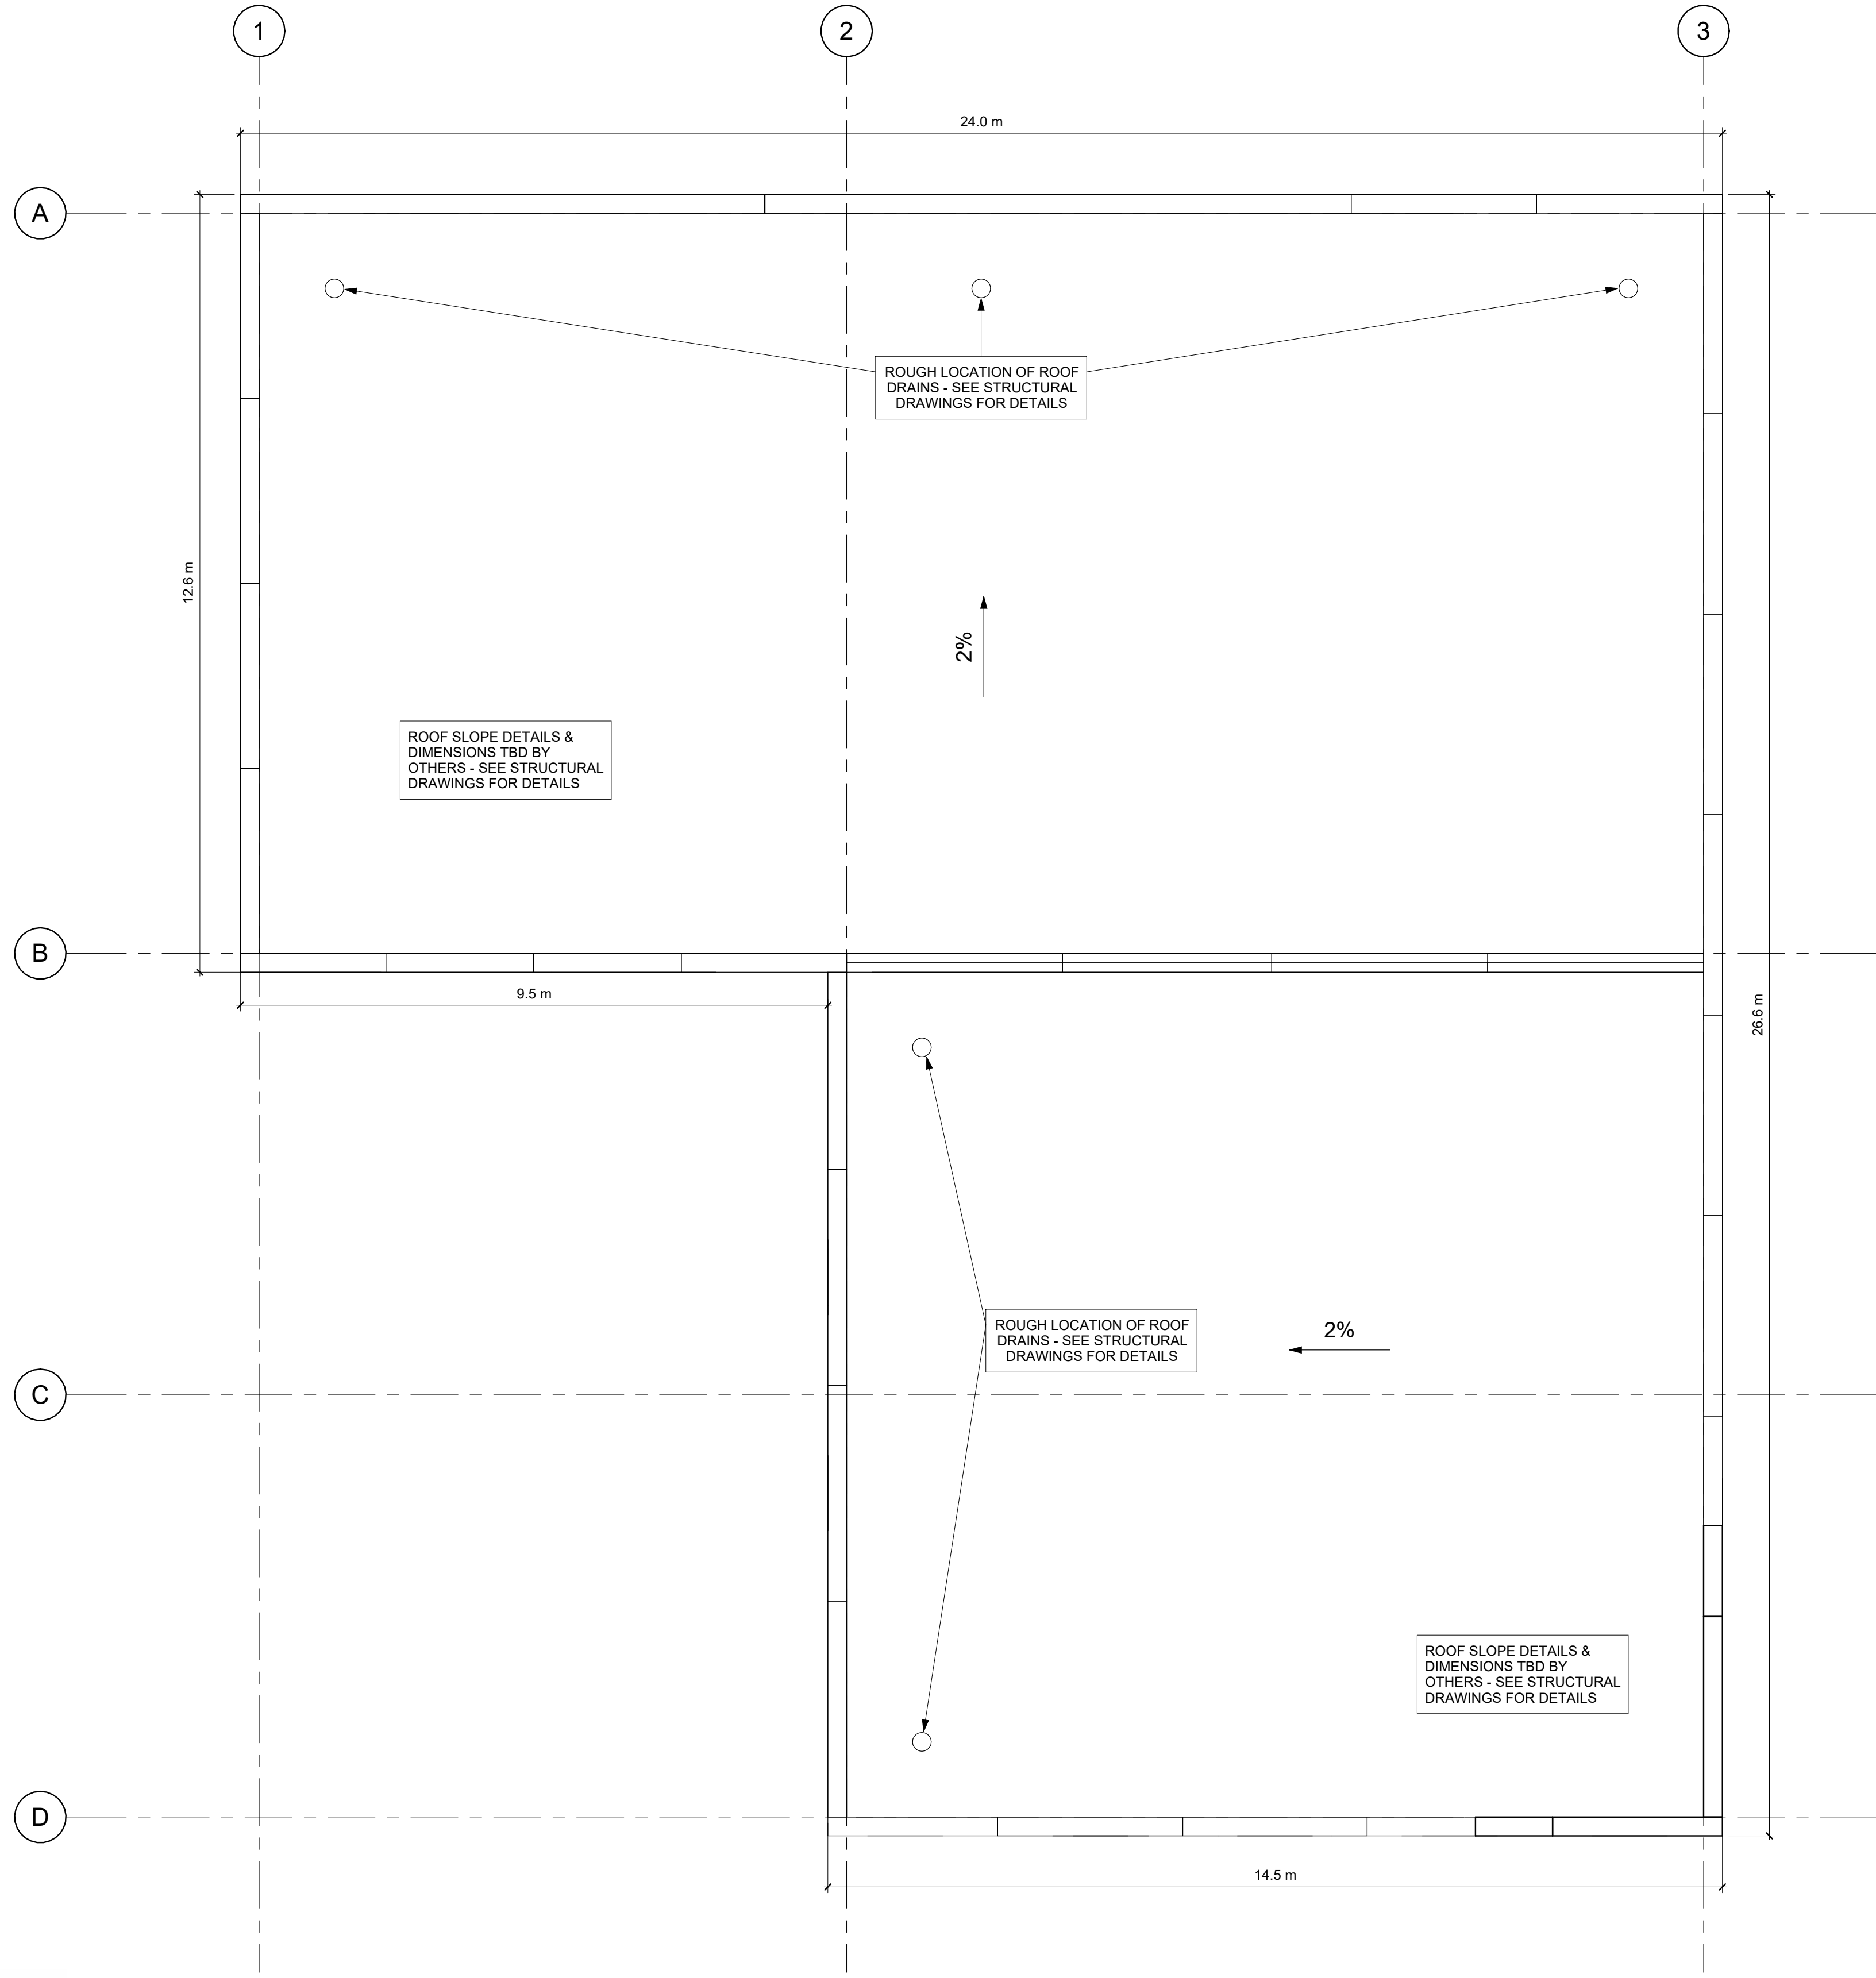 1
2
3
24.0 m
A
ROUGH LOCATION OF ROOF
DRAINS - SEE STRUCTURAL
DRAWINGS FOR DETAILS
12.6 m
2%
ROOF SLOPE DETAILS &
DIMENSIONS TBD BY
OTHERS - SEE STRUCTURAL
DRAWINGS FOR DETAILS
B
9.5 m
26.6 m
ROUGH LOCATION OF ROOF
DRAINS - SEE STRUCTURAL
DRAWINGS FOR DETAILS
2%
C
ROOF SLOPE DETAILS &
DIMENSIONS TBD BY
OTHERS - SEE STRUCTURAL
DRAWINGS FOR DETAILS
D
14.5 m